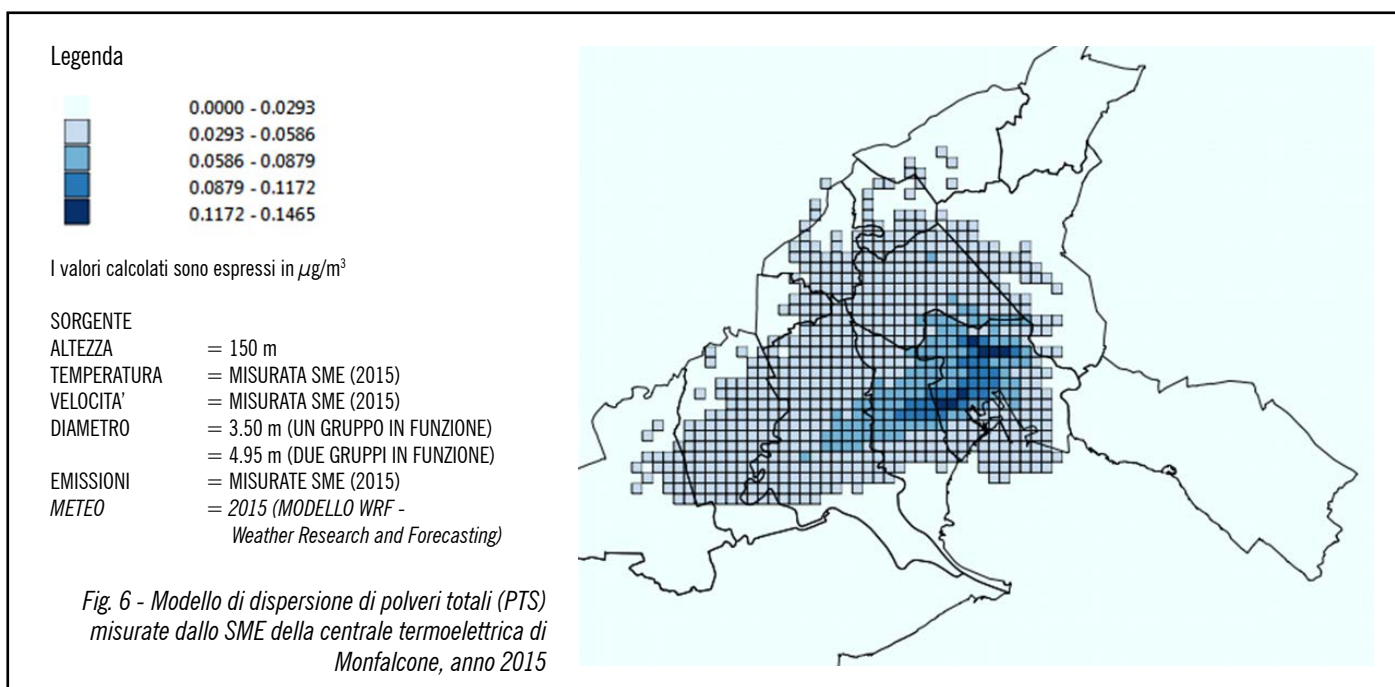 Legenda
0.0000 - 0.0293
0.0293 - 0.0586
0.0586 - 0.0879
0.0879 - 0.1172
0.1172 - 0.1465
I valori calcolati sono espressi in µg/m³
SORGENTE
ALTEZZA = 150 m
TEMPERATURA = MISURATA SME (2015)
VELOCITA' = MISURATA SME (2015)
DIAMETRO = 3.50 m (UN GRUPPO IN FUNZIONE)
= 4.95 m (DUE GRUPPI IN FUNZIONE)
EMISSIONI = MISURATE SME (2015)
METEO = 2015 (MODELLO WRF -
Weather Research and Forecasting)
Fig. 6 - Modello di dispersione di polveri totali (PTS)
misurate dallo SME della centrale termoelettrica di
Monfalcone, anno 2015